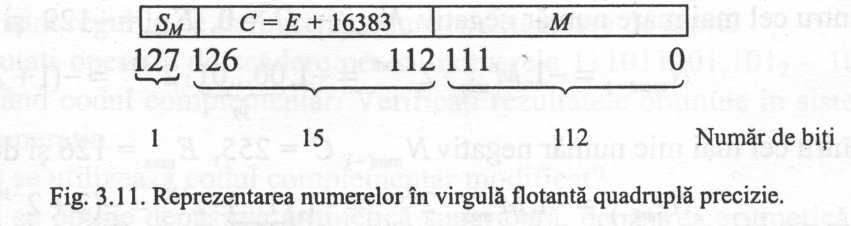 S_M C = E + 16383 M
127 126 112 111 0
1 15 112 Număr de biți
Fig. 3.11. Reprezentarea numerelor în virgulă flotantă quadruplă precizie.